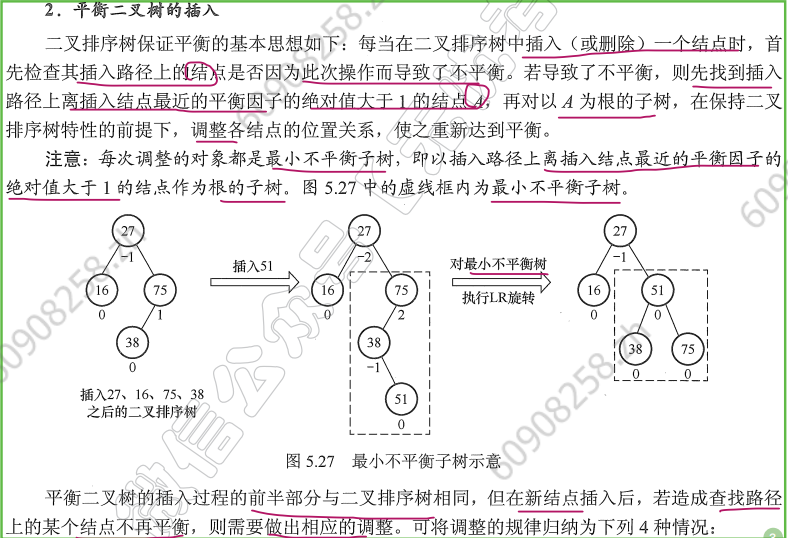 2．平衡二叉树的插入
二叉排序树保证平衡的基本思想如下：每当在二叉排序树中插入（或删除）一个结点时，首
先检查其插入路径上的结点是否因为此次操作而导致了不平衡。若导致了不平衡，则先找到插入
路径上离插入结点最近的平衡因子的绝对值大于 1 的结点 A，再对以 A 为根的子树，在保持二叉
排序树特性的前提下，调整各结点的位置关系，使之重新达到平衡。
注意：每次调整的对象都是最小不平衡子树，即以插入路径上离插入结点最近的平衡因子的
绝对值大于 1 的结点作为根的子树。图 5.27 中的虚线框内为最小不平衡子树。
27
−1
16
0
75
1
38
0
插入27、16、75、38
之后的二叉排序树
插入51
27
−2
16
0
75
2
38
−1
51
0
对最小不平衡树
执行LR旋转
27
−1
16
0
51
0
38
0
75
0
图 5.27 最小不平衡子树示意
平衡二叉树的插入过程的前半部分与二叉排序树相同，但在新结点插入后，若造成查找路径
上的某个结点不再平衡，则需要做出相应的调整。可将调整的规律归纳为下列 4 种情况：
60908258.th
60908258.th
60908258.th